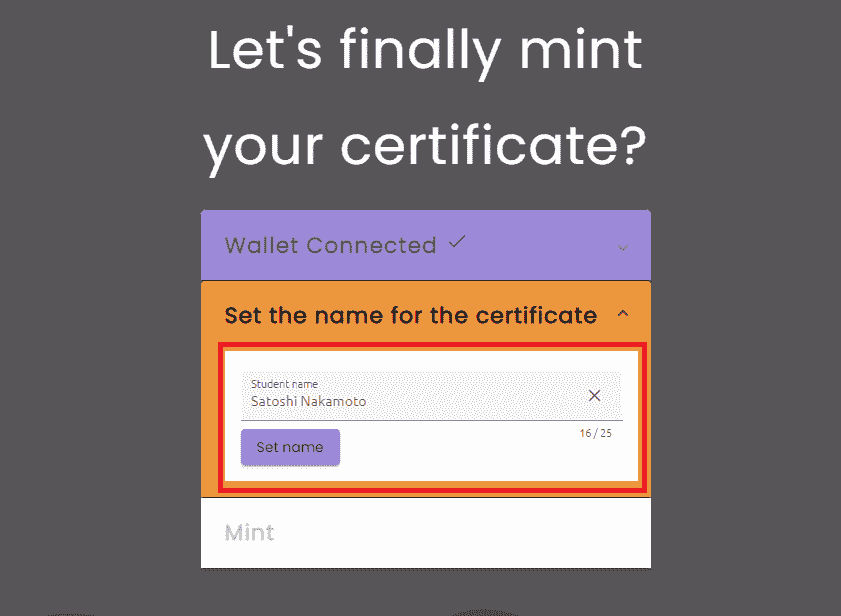 Let's finally mint
your certificate?
Wallet Connected
Set the name for the certificate
Student name
Satoshi Nakamoto
16 / 25
Set name
Mint